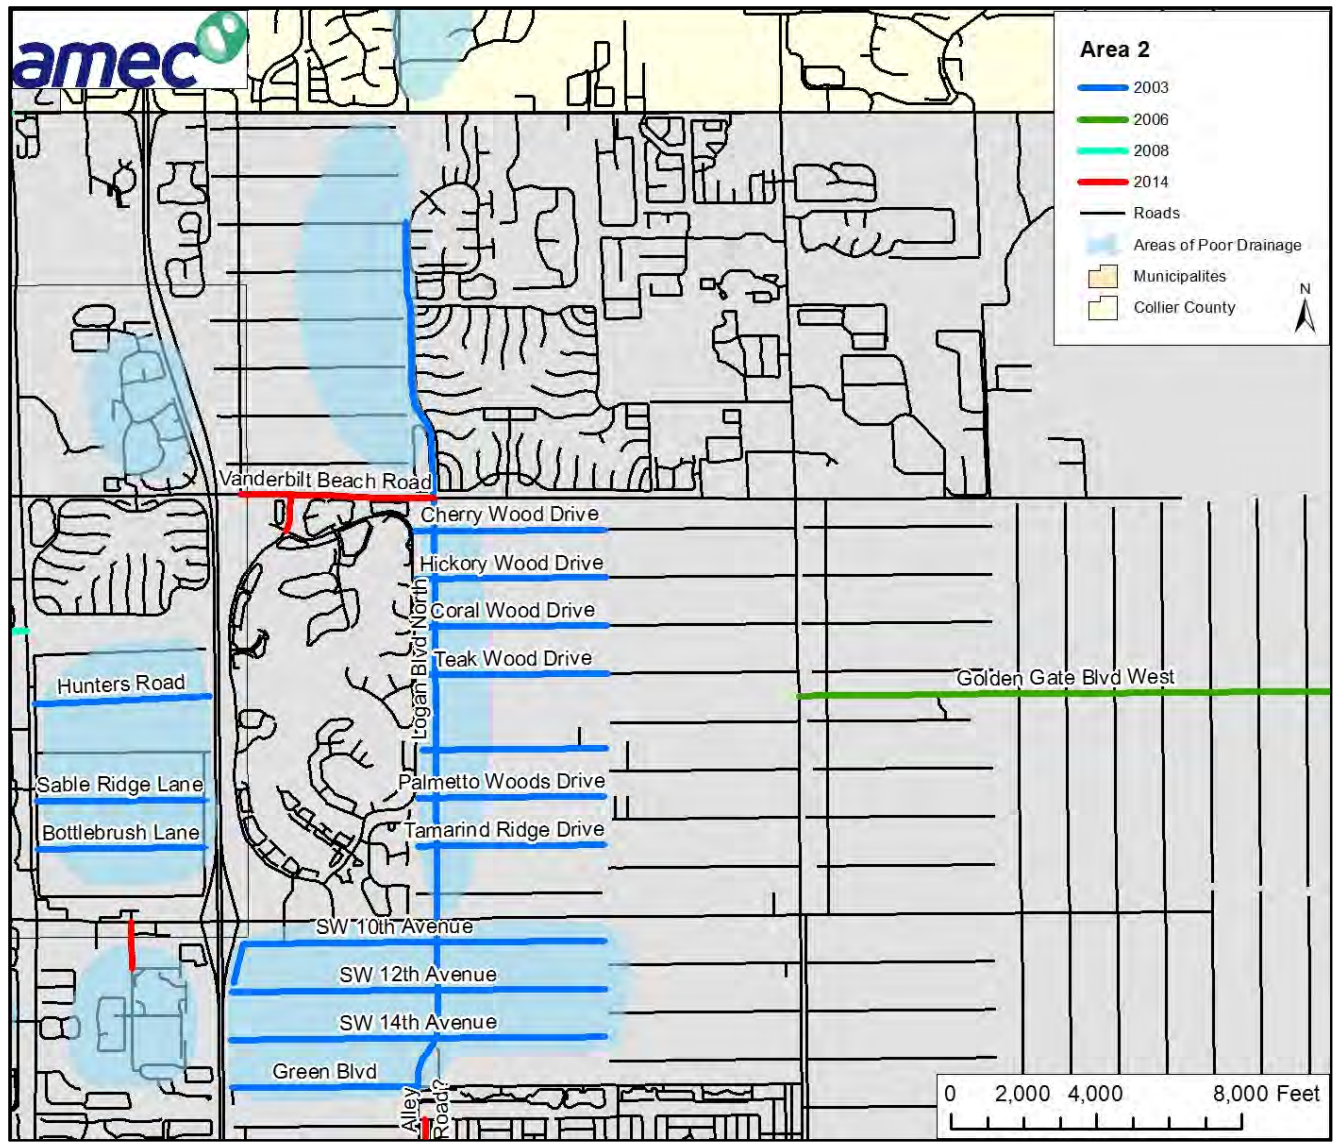 amec
Area 2
2003
2006
2008
2014
Roads
Areas of Poor Drainage
Municipalites
Collier County
N
Vanderbilt Beach Road
Cherry Wood Drive
Hickory Wood Drive
Coral Wood Drive
Logan Blvd North
Teak Wood Drive
Golden Gate Blvd West
Hunters Road
Sable Ridge Lane
Palmetto Woods Drive
Bottlebrush Lane
Tamarind Ridge Drive
SW 10th Avenue
SW 12th Avenue
SW 14th Avenue
Green Blvd
Alley
Road?
0 2,000 4,000 8,000 Feet